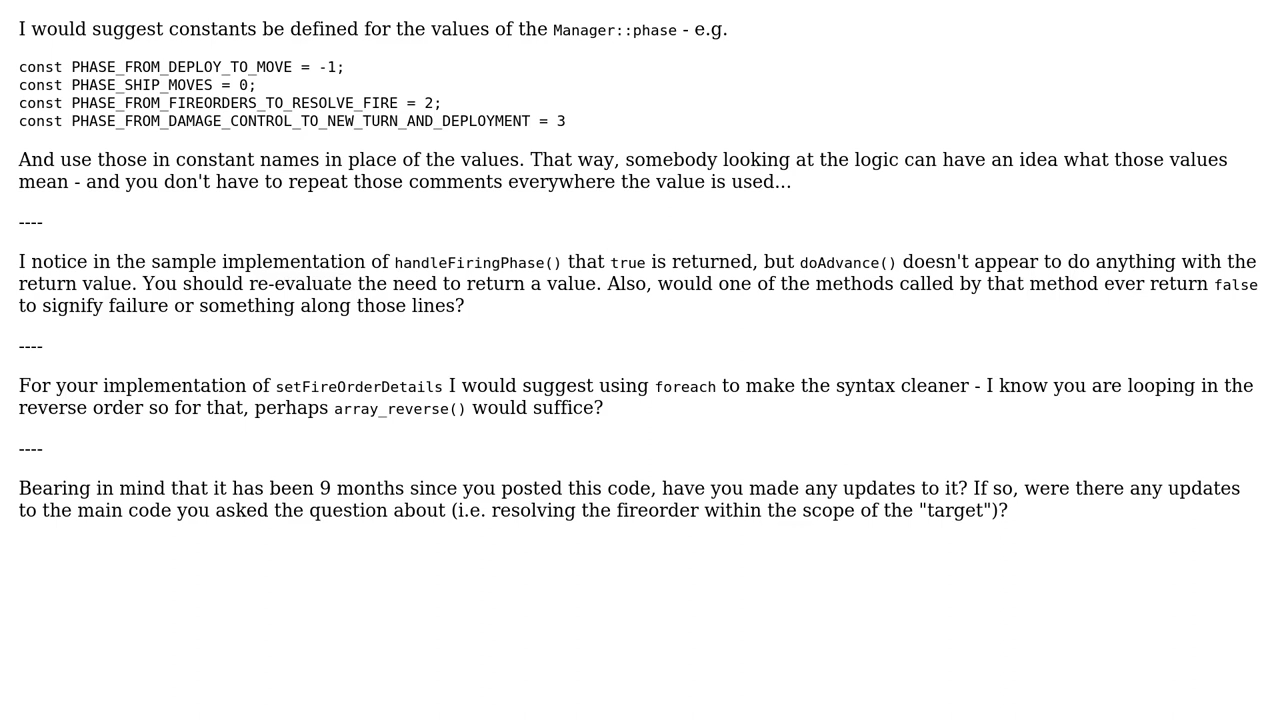 I would suggest constants be defined for the values of the Manager::phase - e.g.
const PHASE_FROM_DEPLOY_TO_MOVE = -1;
const PHASE_SHIP_MOVES = 0;
const PHASE_FROM_FIREORDERS_TO_RESOLVE_FIRE = 2;
const PHASE_FROM_DAMAGE_CONTROL_TO_NEW_TURN_AND_DEPLOYMENT = 3
And use those in constant names in place of the values. That way, somebody looking at the logic can have an idea what those values
mean - and you don't have to repeat those comments everywhere the value is used...
----
I notice in the sample implementation of handleFiringPhase() that true is returned, but doAdvance() doesn't appear to do anything with the
return value. You should re-evaluate the need to return a value. Also, would one of the methods called by that method ever return false
to signify failure or something along those lines?
----
For your implementation of setFireOrderDetails I would suggest using foreach to make the syntax cleaner - I know you are looping in the
reverse order so for that, perhaps array_reverse() would suffice?
----
Bearing in mind that it has been 9 months since you posted this code, have you made any updates to it? If so, were there any updates
to the main code you asked the question about (i.e. resolving the fireorder within the scope of the "target")?